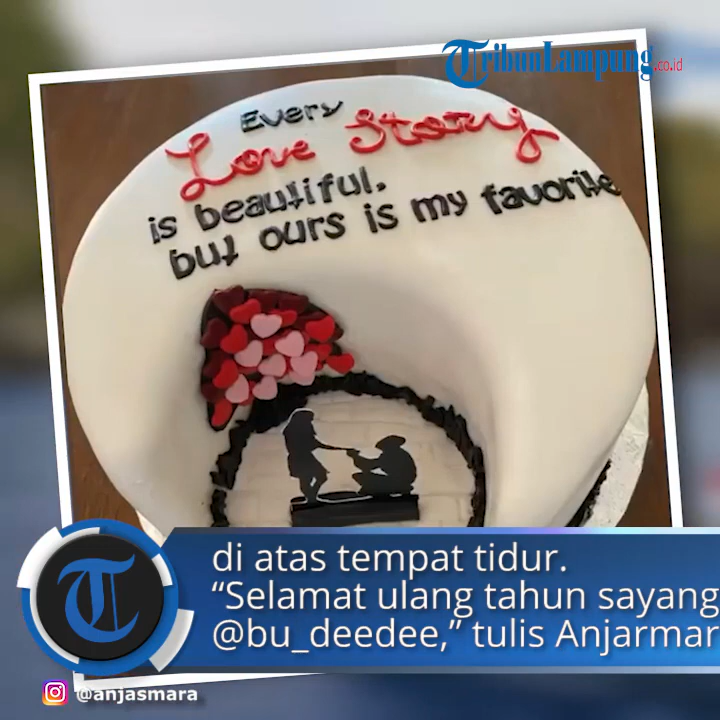 TribunLampung.co.id
Every
Love Story
is beautiful.
but ours is my favorite
di atas tempat tidur.
“Selamat ulang tahun sayang
@bu_deedee,” tulis Anjarmar
@anjasmara